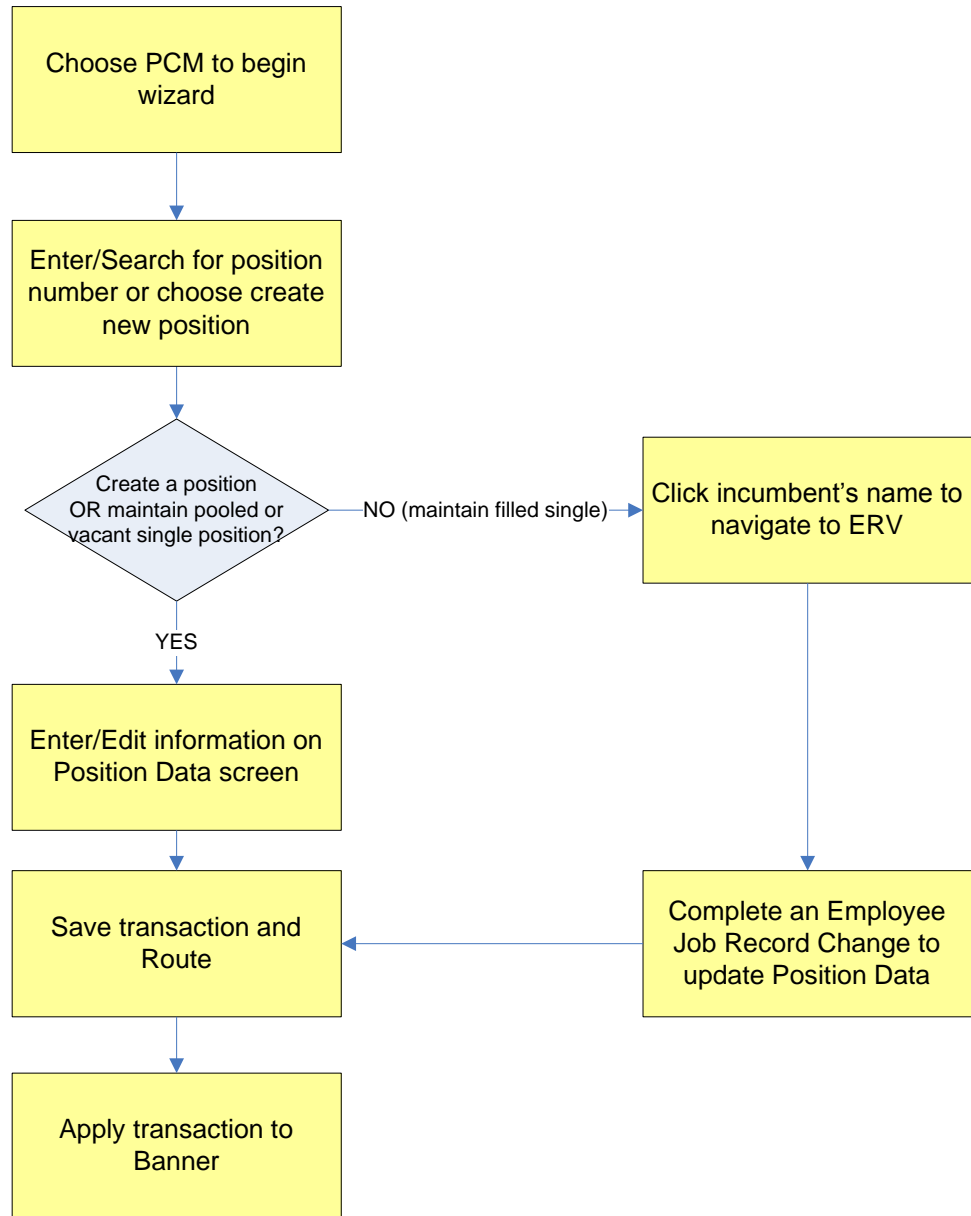 Choose PCM to begin
wizard
Enter/Search for position
number or choose create
new position
Create a position
OR maintain pooled or
vacant single position?
NO (maintain filled single)
Click incumbent’s name to
navigate to ERV
YES
Enter/Edit information on
Position Data screen
Save transaction and
Route
Complete an Employee
Job Record Change to
update Position Data
Apply transaction to
Banner